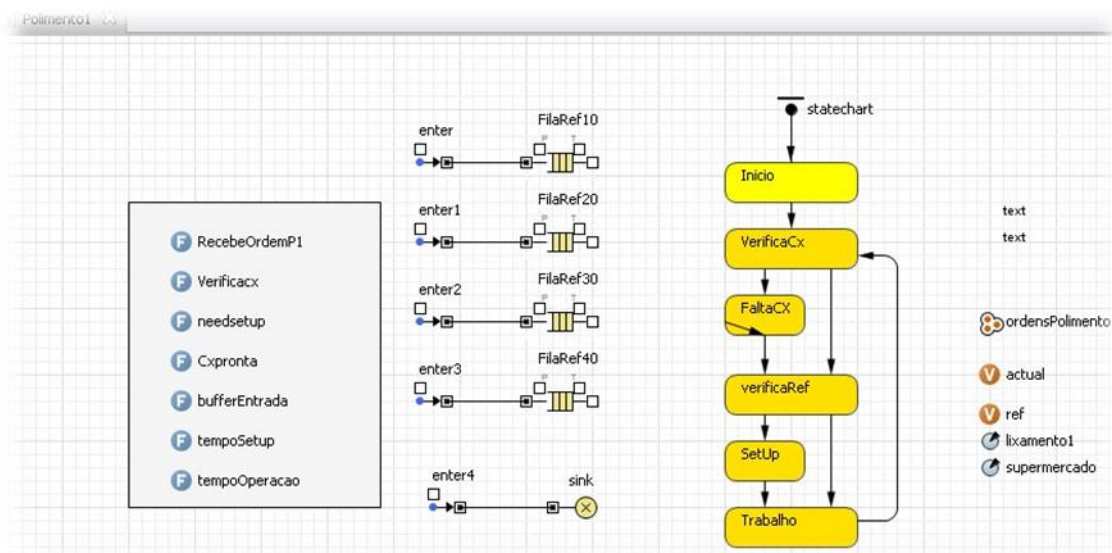 Polimento1
statechart
enter
FilaRef10
P T
Inicio
enter1
FilaRef20
P T
text
RecebeOrdemP1
VerificaCx
text
Verificacx
enter2
FilaRef30
P T
FaltaCX
needsetup
ordensPolimento
Cxpronta
enter3
FilaRef40
P T
verificaRef
actual
bufferEntrada
ref
tempoSetup
SetUp
lixamento1
tempoOperacao
enter4
sink
supermercado
Trabalho
F
F
F
F
F
F
F
V
V